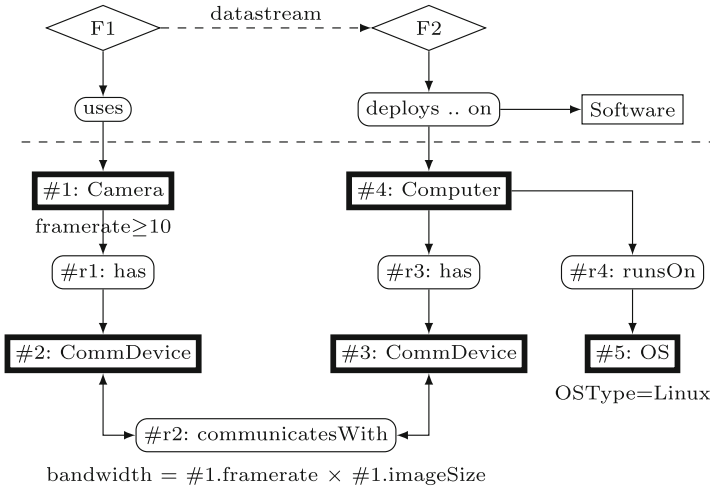 F1
datastream
F2
uses
deploys .. on
Software
#1: Camera
#4: Computer
framerate≥10
#r1: has
#r3: has
#r4: runsOn
#2: CommDevice
#3: CommDevice
#5: OS
OSType=Linux
#r2: communicatesWith
bandwidth = #1.framerate × #1.imageSize